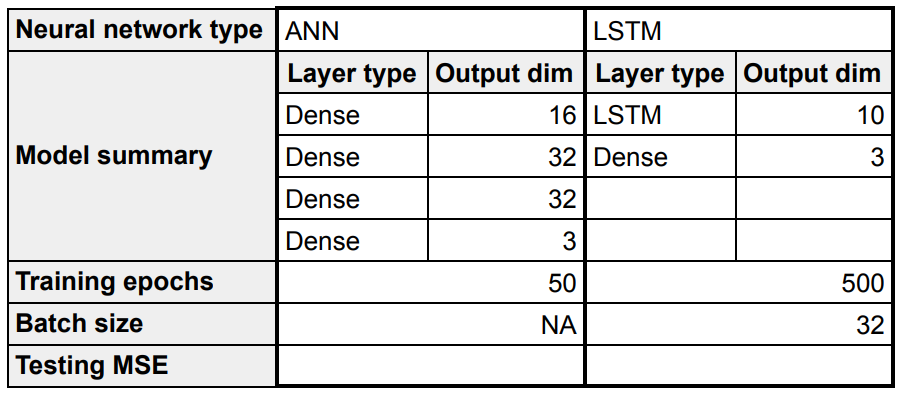 Neural network type ANN LSTM
Layer type Output dim Layer type Output dim
Dense 16 LSTM 10
Model summary Dense 32 Dense 3
Dense 32
Dense 3
Training epochs 50 500
Batch size NA 32
Testing MSE